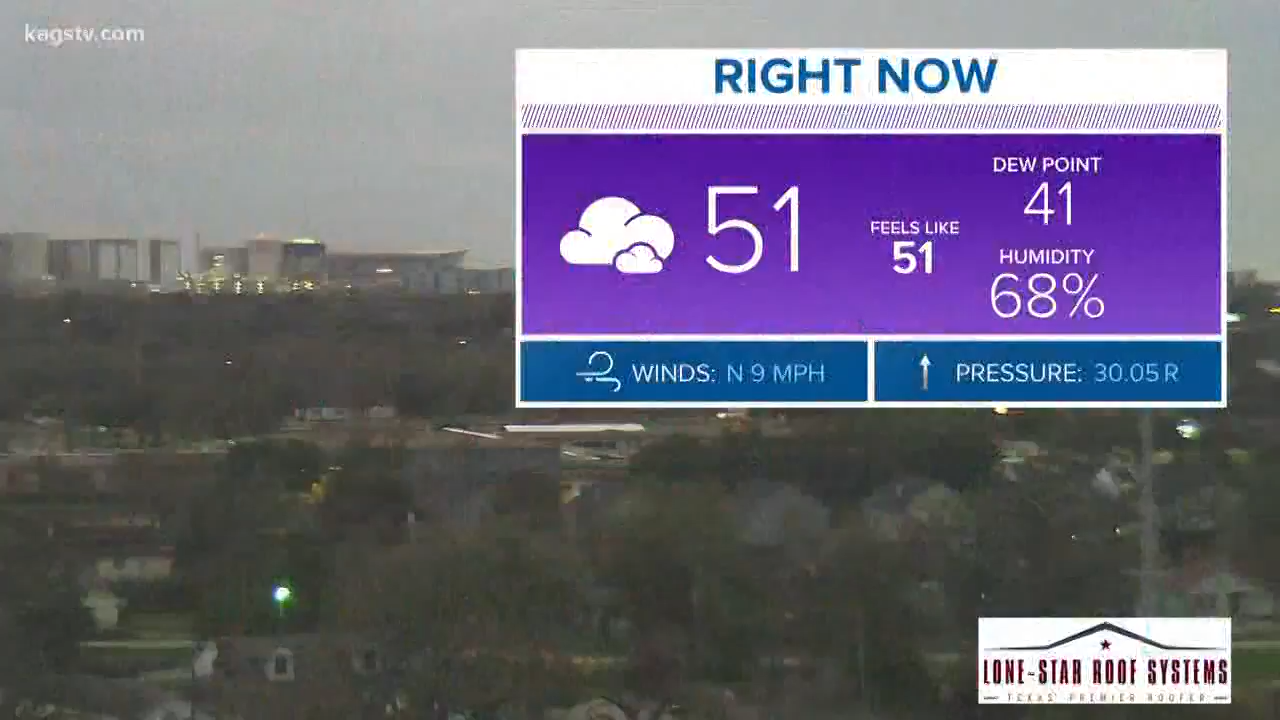 kagstv.com
RIGHT NOW
51
FEELS LIKE
51
DEW POINT
41
HUMIDITY
68%
WINDS: N 9 MPH
PRESSURE: 30.05 R
LONE-STAR ROOF SYSTEMS
TEXAS' PREMIER ROOFER